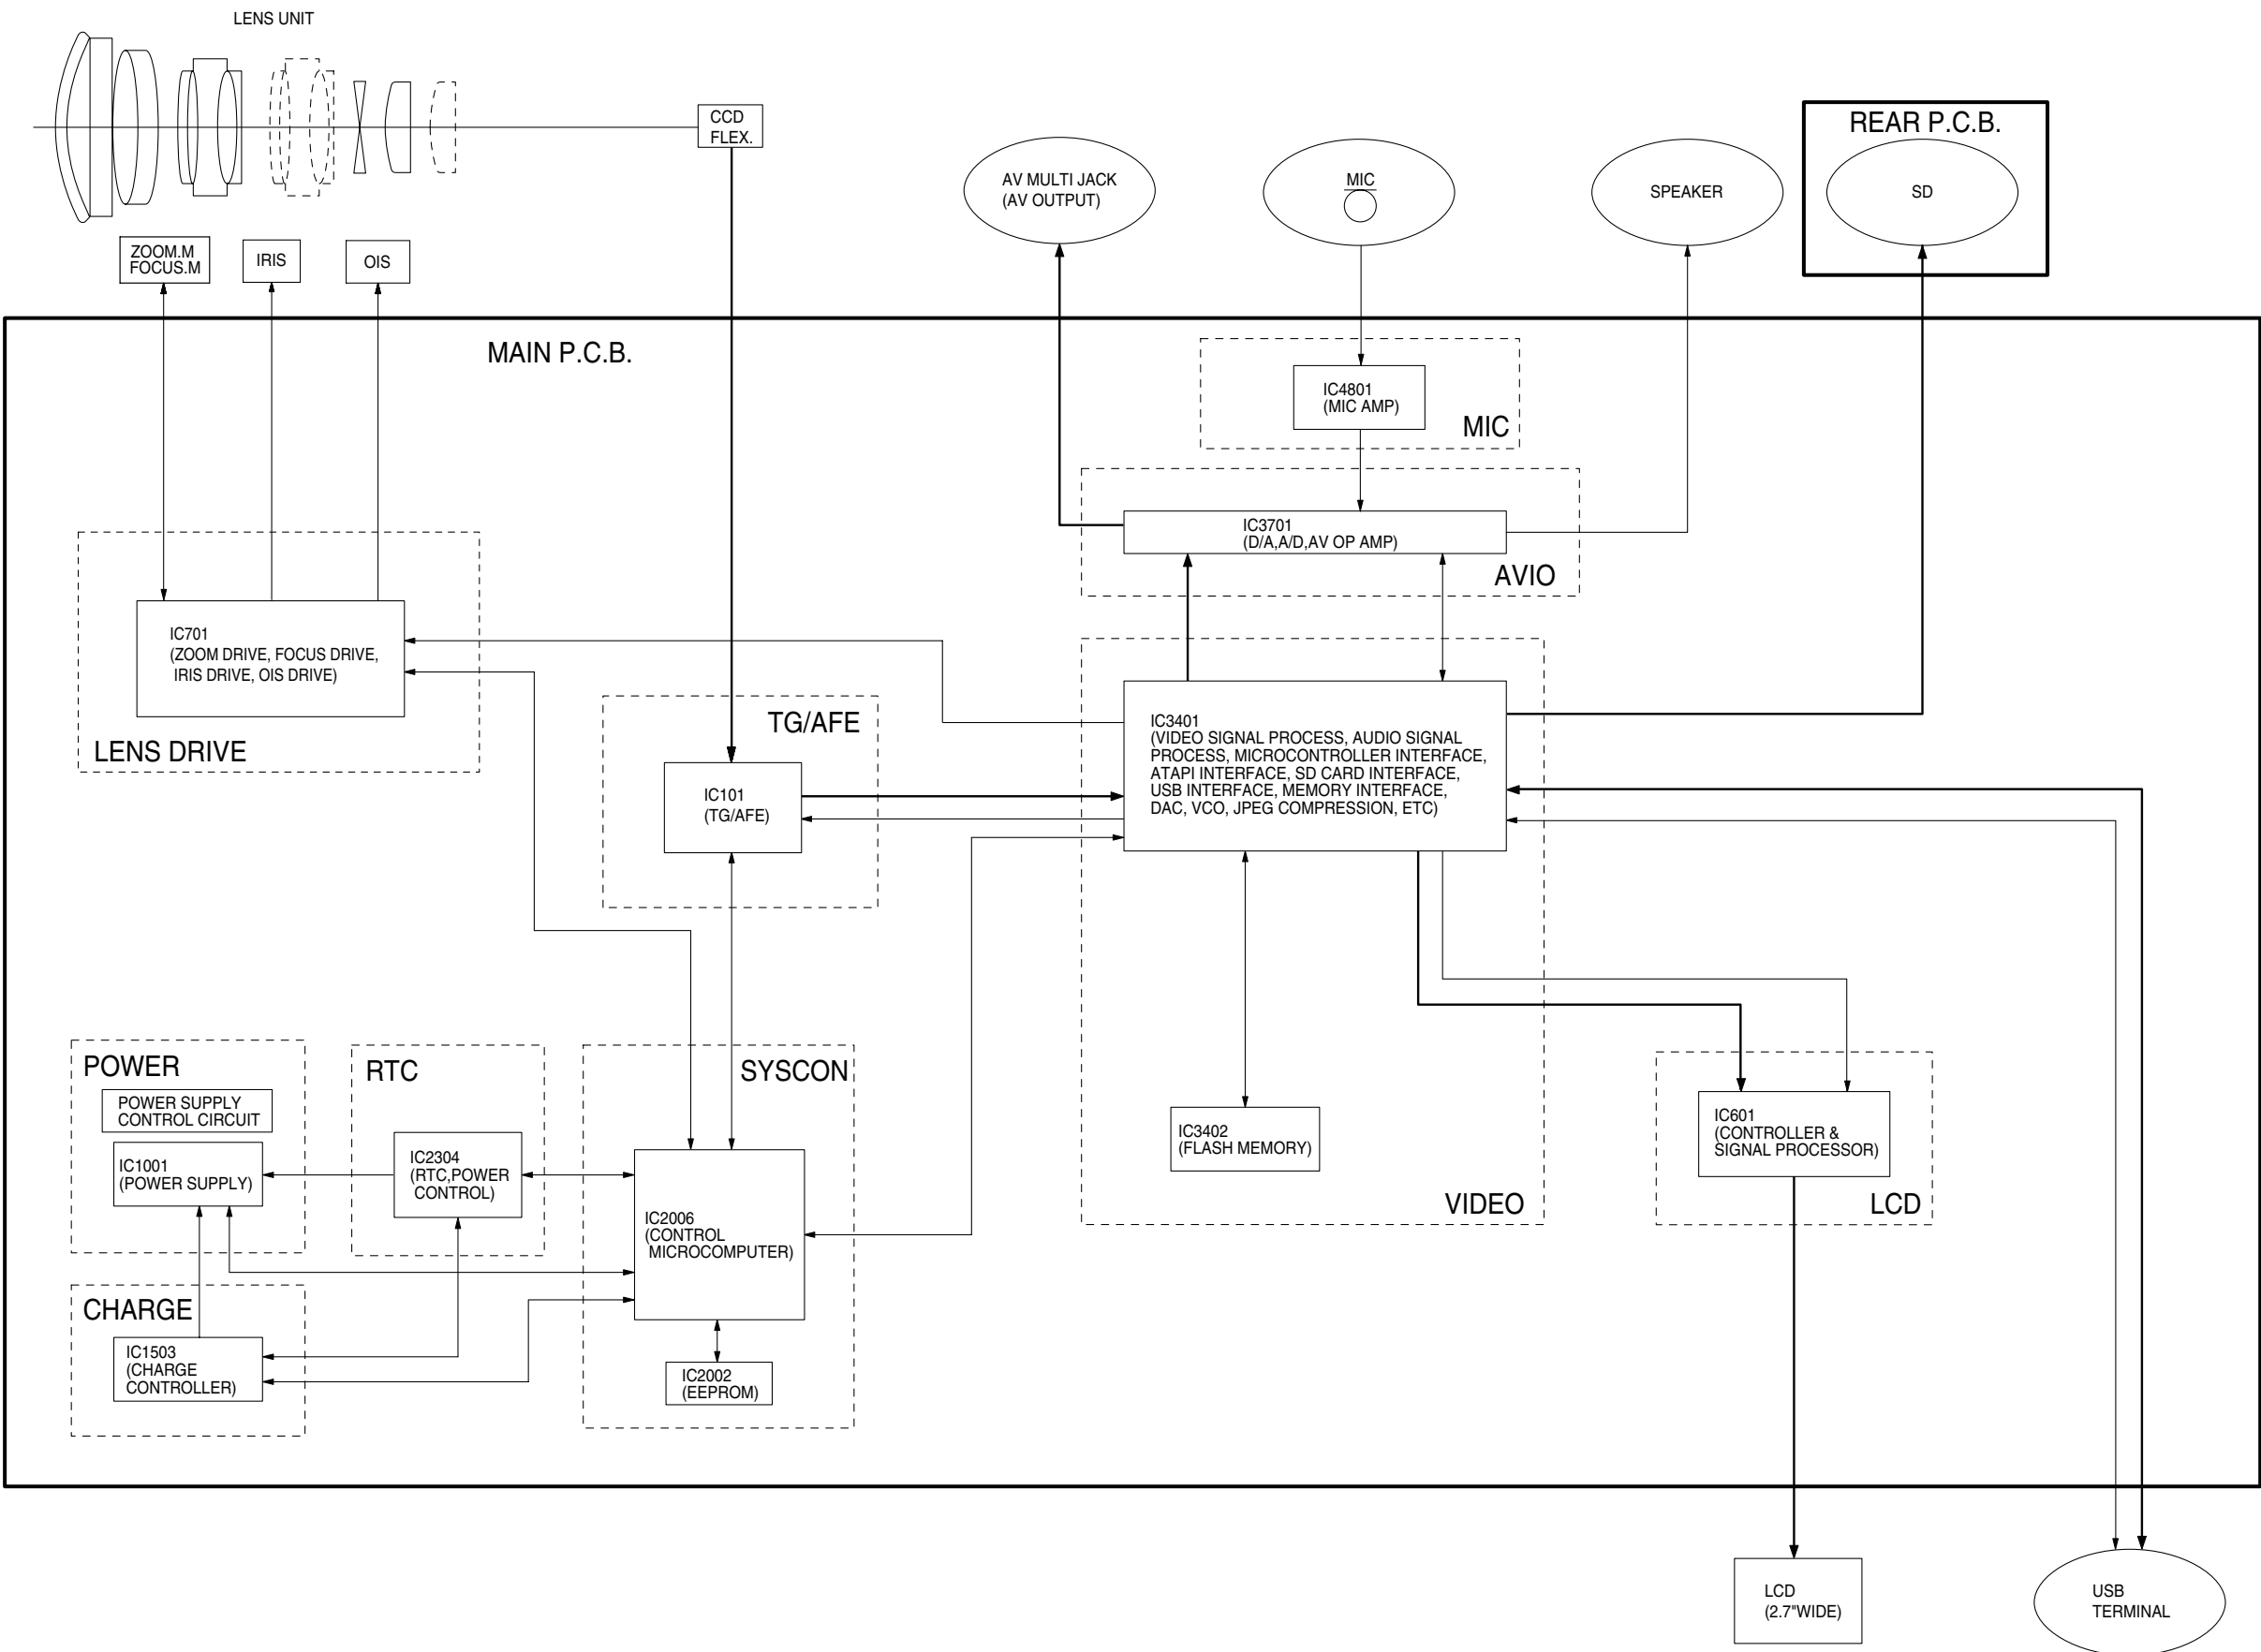 LENS UNIT
CCD
FLEX.
REAR P.C.B.
AV MULTI JACK
(AV OUTPUT)
MIC
SPEAKER
SD
ZOOM.M
FOCUS.M
IRIS
OIS
MAIN P.C.B.
IC4801
(MIC AMP)
MIC
IC3701
(D/A,A/D,AV OP AMP)
AVIO
IC701
(ZOOM DRIVE, FOCUS DRIVE,
IRIS DRIVE, OIS DRIVE)
LENS DRIVE
TG/AFE
IC101
(TG/AFE)
IC3401
(VIDEO SIGNAL PROCESS, AUDIO SIGNAL
PROCESS, MICROCONTROLLER INTERFACE,
ATAPI INTERFACE, SD CARD INTERFACE,
USB INTERFACE, MEMORY INTERFACE,
DAC, VCO, JPEG COMPRESSION, ETC)
POWER
POWER SUPPLY
CONTROL CIRCUIT
IC1001
(POWER SUPPLY)
RTC
IC2304
(RTC,POWER
CONTROL)
SYSCON
IC2006
(CONTROL
MICROCOMPUTER)
IC3402
(FLASH MEMORY)
VIDEO
IC601
(CONTROLLER &
SIGNAL PROCESSOR)
LCD
CHARGE
IC1503
(CHARGE
CONTROLLER)
IC2002
(EEPROM)
LCD
(2.7"WIDE)
USB
TERMINAL